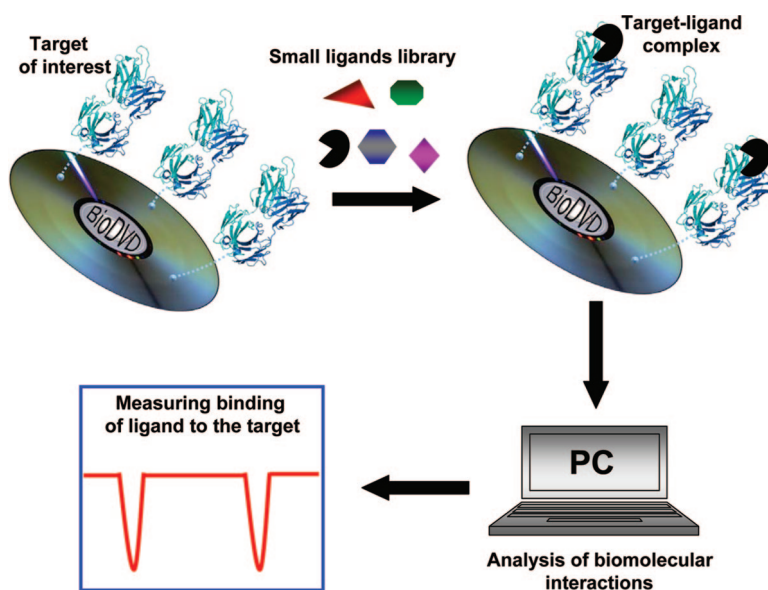 Target
of interest
Small ligands library
Target-ligand
complex
BioDVD
BioDVD
Measuring binding
of ligand to the target
PC
Analysis of biomolecular
interactions